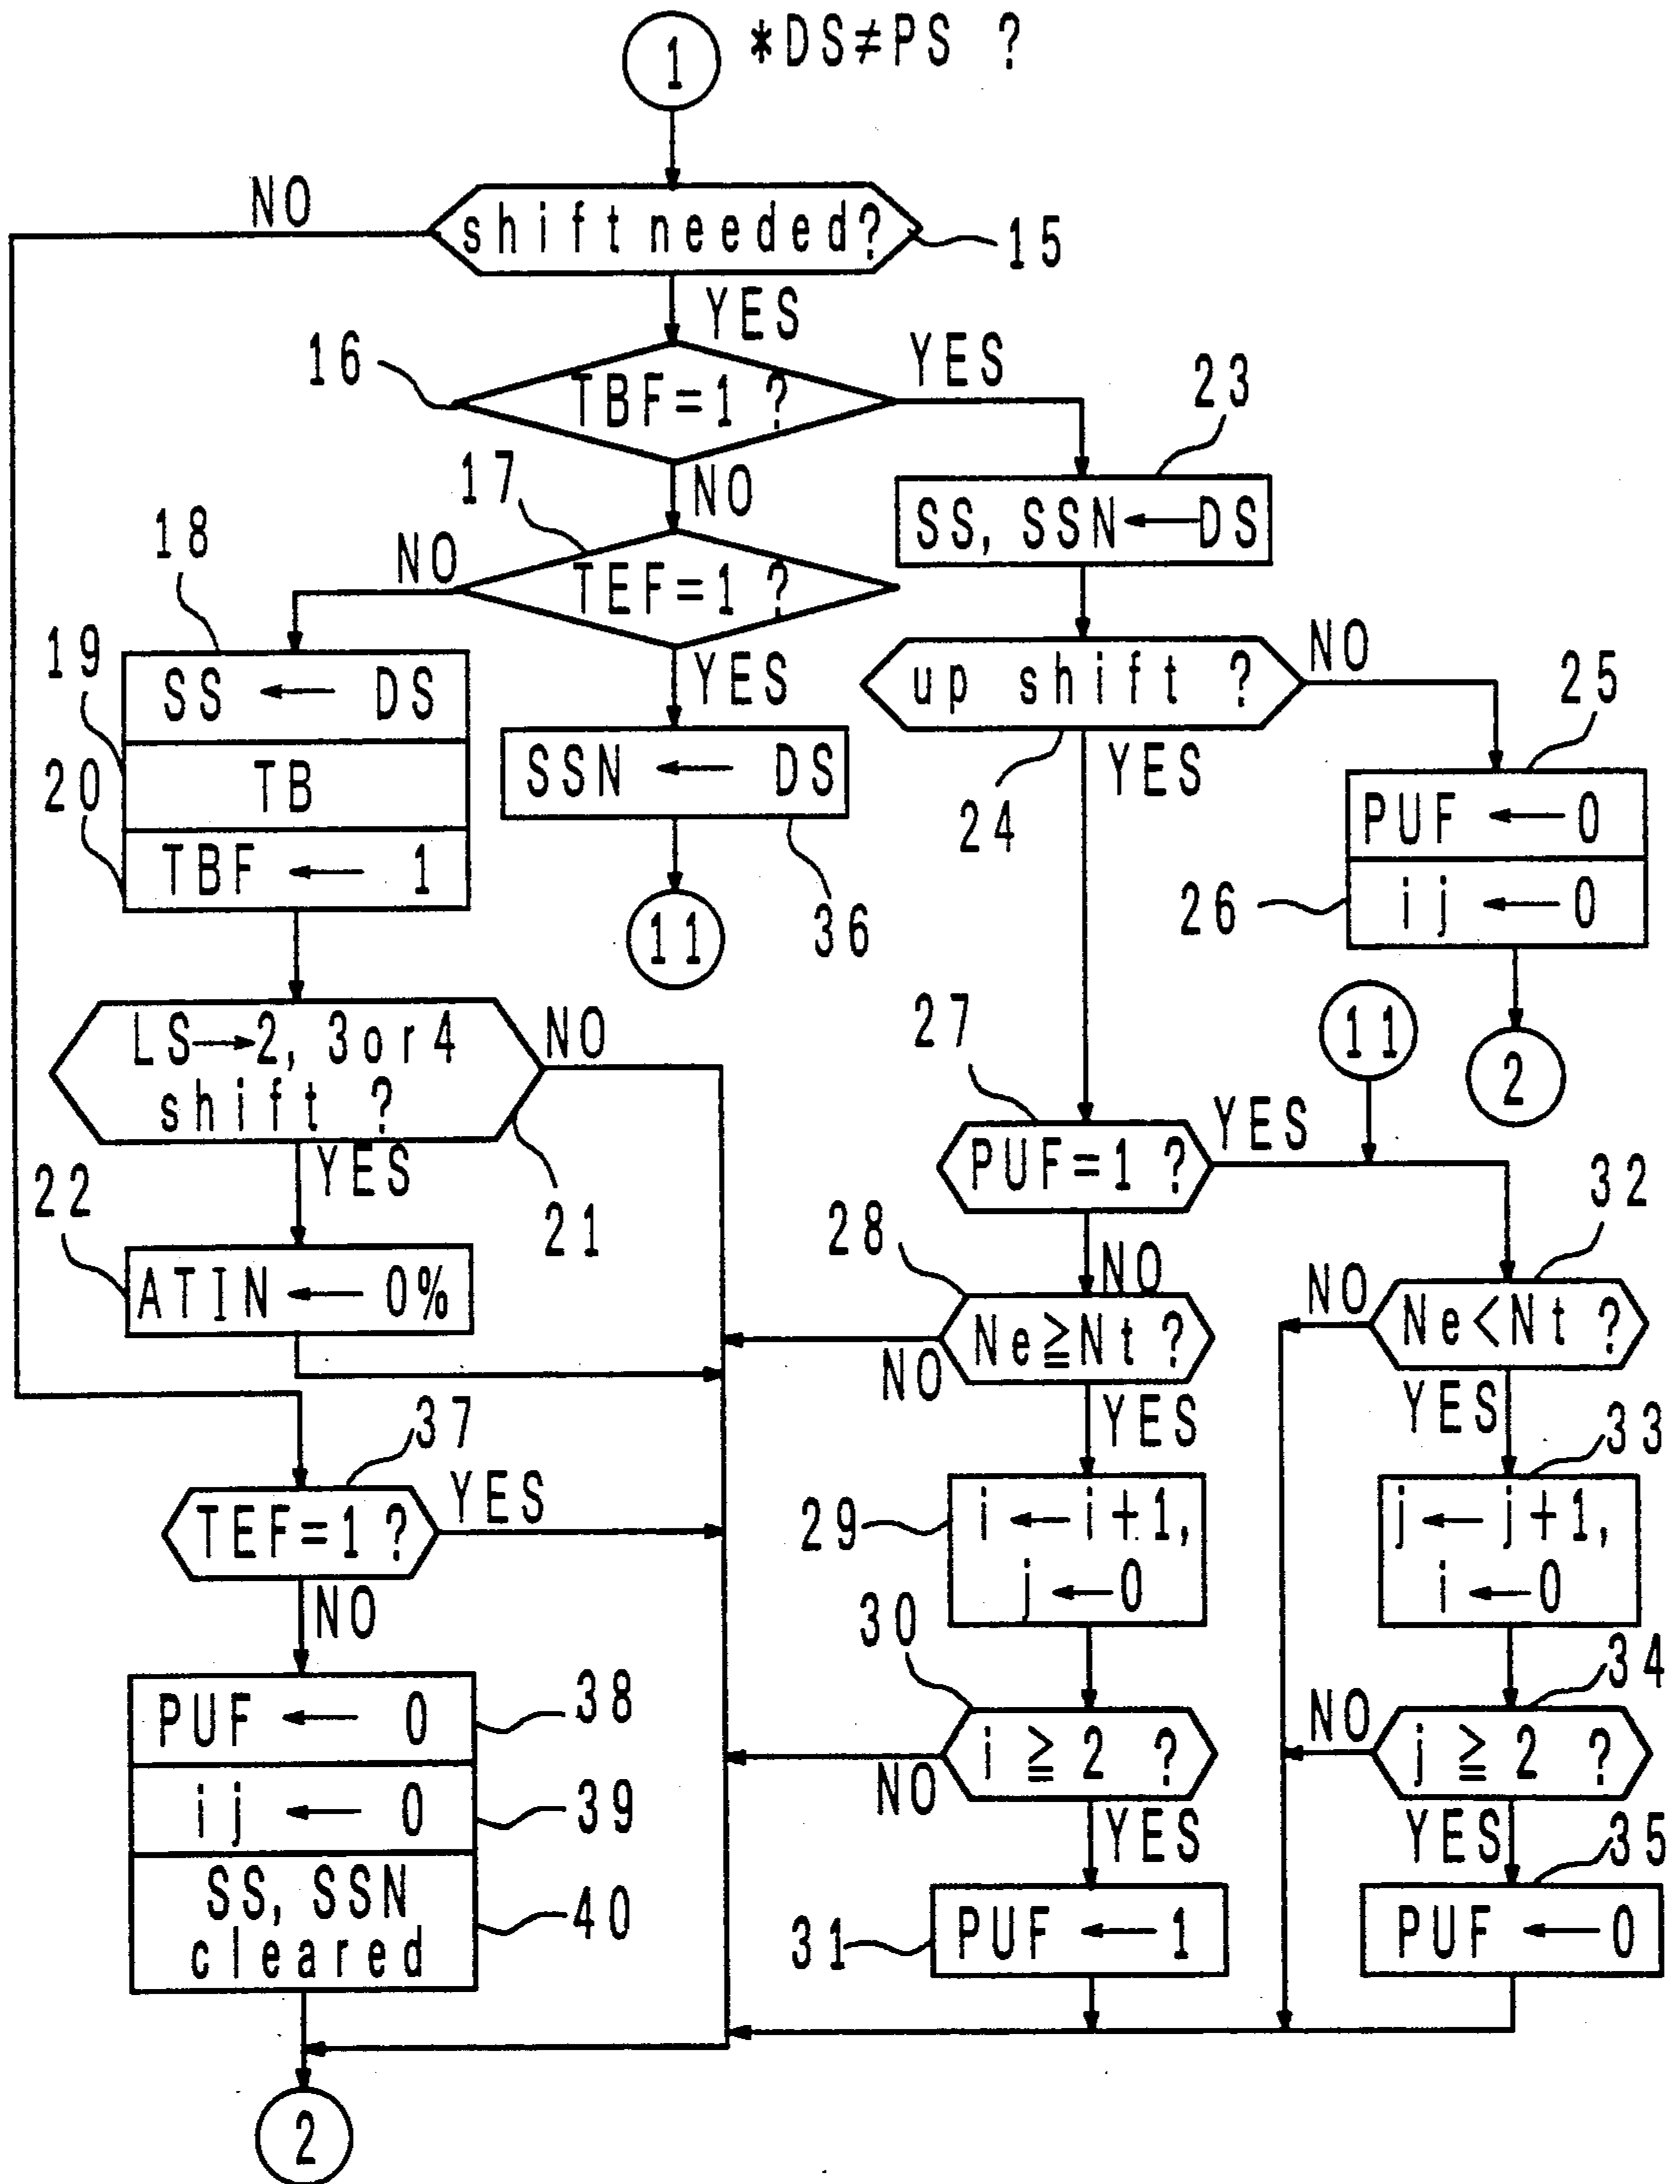 1 *DS≠PS ?
NO
shift needed?
15
YES
16
TBF=1 ?
YES
23
NO
SS, SSN←DS
17
TEF=1 ?
NO
YES
18
SS ← DS
19
TB
20
TBF ← 1
SSN ← DS
36
11
up shift ?
NO
24
YES
25
PUF ← 0
26
ij ← 0
2
LS→2, 3or4
shift ?
NO
21
YES
22
ATIN ← 0%
27
PUF=1 ?
YES
11
NO
28
Ne≧Nt ?
NO
YES
32
Ne<Nt ?
NO
YES
37
TEF=1 ?
YES
NO
29
i ← i+1,
j ← 0
33
j ← j+1,
i ← 0
30
i ≧ 2 ?
NO
YES
34
j ≧ 2 ?
NO
YES
38
PUF ← 0
39
ij ← 0
40
SS, SSN
cleared
31
PUF ← 1
35
PUF ← 0
2